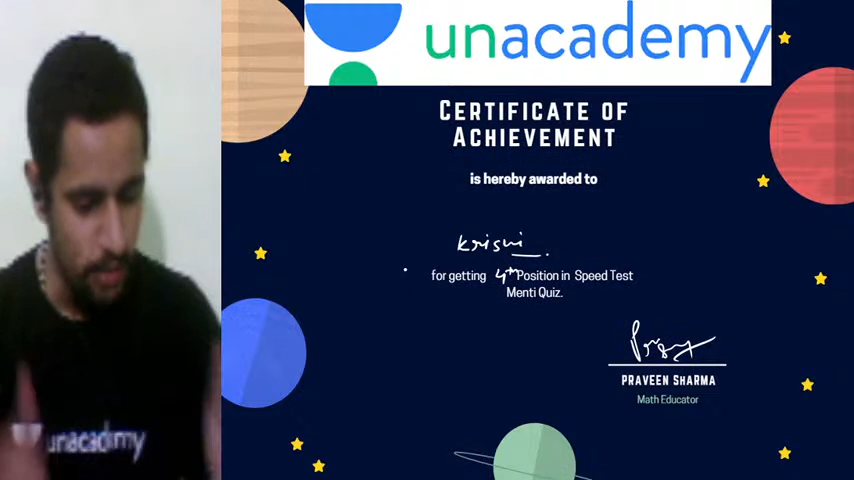 unacademy
CERTIFICATE OF
ACHIEVEMENT
is hereby awarded to
Krishi
for getting 4th Position in Speed Test
Menti Quiz.
PRAVEEN SHARMA
Math Educator
unacademy